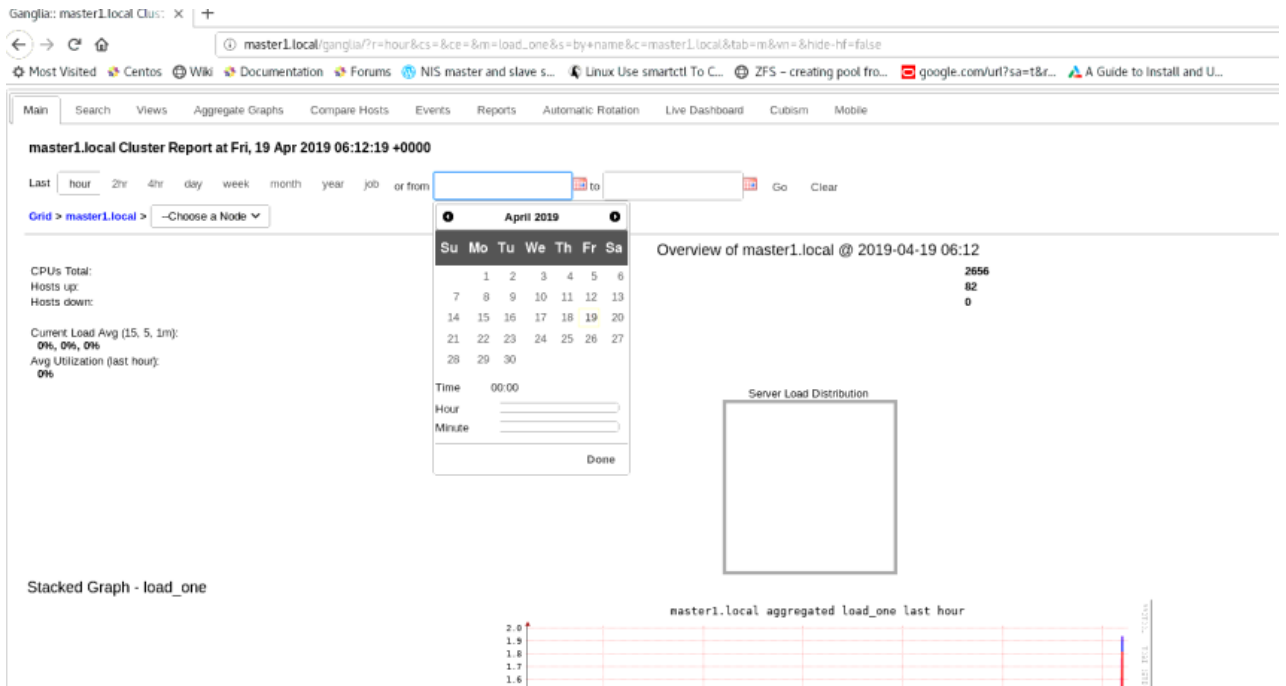 Ganglia:: master1.local Clus: × +
master1.local/ganglia/?r=hour&cs=&ce=&m=load_one&s=by+name&c=master1.local&tab=m&vn=&hide-hf=false
Most Visited Centos Wiki Documentation Forums NIS master and slave s... Linux Use smartctl To C... ZFS – creating pool fro... google.com/url?sa=t&r... A Guide to Install and U...
Main Search Views Aggregate Graphs Compare Hosts Events Reports Automatic Rotation Live Dashboard Cubism Mobile
master1.local Cluster Report at Fri, 19 Apr 2019 06:12:19 +0000
Last hour 2hr 4hr day week month year job or from to Go Clear
Grid > master1.local > --Choose a Node
April 2019
Su Mo Tu We Th Fr Sa
1 2 3 4 5 6
7 8 9 10 11 12 13
14 15 16 17 18 19 20
21 22 23 24 25 26 27
28 29 30
Time 00:00
Hour
Minute
Done
Overview of master1.local @ 2019-04-19 06:12
CPUs Total: 2656
Hosts up: 82
Hosts down: 0
Current Load Avg (15, 5, 1m):
0%, 0%, 0%
Avg Utilization (last hour):
0%
Server Load Distribution
Stacked Graph - load_one
master1.local aggregated load_one last hour
2.0
1.9
1.8
1.7
1.6